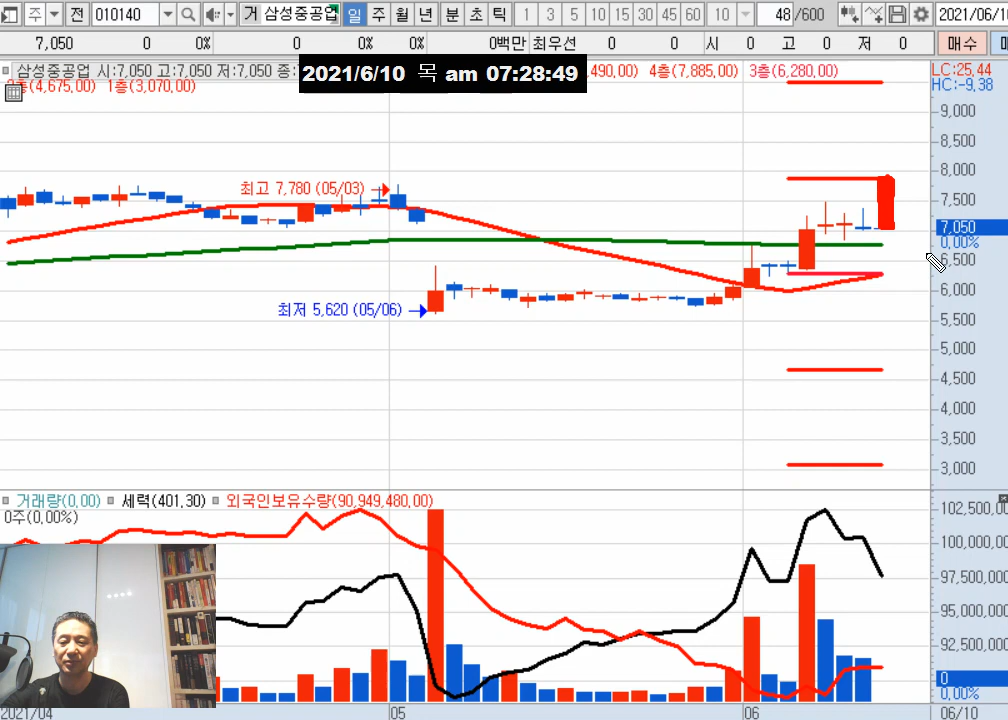 주 전 010140 거 삼성중공업 일 주 월 년 분 초 틱 1 3 5 10 15 30 45 60 10 48 /600 2021/06/10
7,050 0 0% 0 0% 0% 0백만 최우선 0 0 시 0 고 0 저 0 매수
삼성중공업 시:7,050 고:7,050 저:7,050 종:
2021/6/10 목 am 07:28:49
,490,00) 4층(7,885,00) 3층(6,280,00)
층(4,675,00) 1층(3,070,00)
LC:25,44
HC:-9,38
9,000
8,500
8,000
7,500
7,050
0,00%
6,500
6,000
5,500
5,000
4,500
4,000
3,500
3,000
최고 7,780 (05/03)
최저 5,620 (05/06)
거래량(0,00) 세력(401,30) 외국인보유수량(90,949,480,00)
0주(0,00%)
102,500,00
100,000,00
97,500,000
95,000,000
92,500,000
0
0,00%
2021/04 05 06 06/10